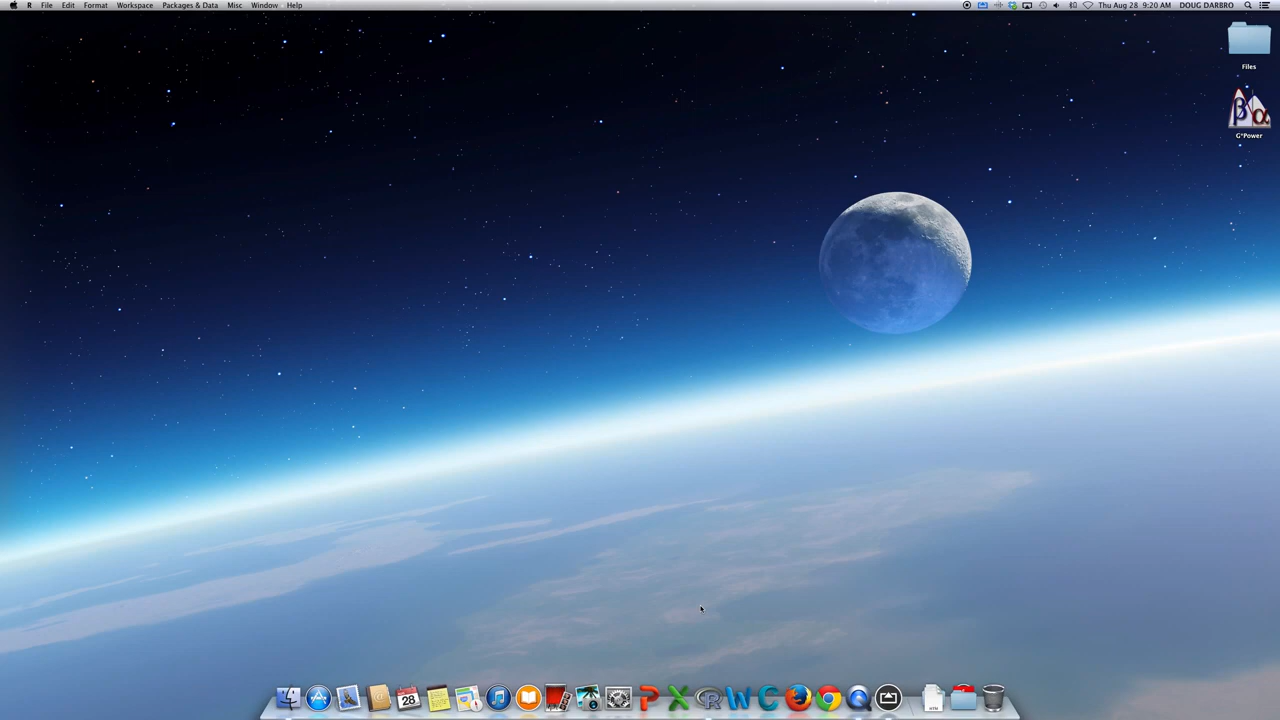 R File Edit Format Workspace Packages & Data Misc Window Help
Thu Aug 28 9:20 AM DOUG DARBRO
Files
β α
G*Power
28
P X R W C